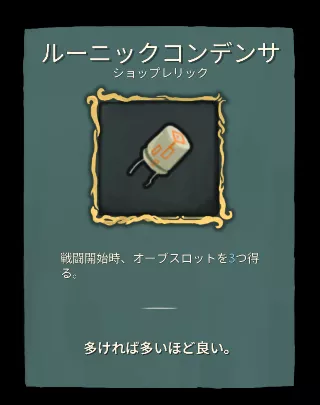 ルーニックコンデンサ
ショップレリック
戦闘開始時、オーブスロットを3つ得
る。
多ければ多いほど良い。